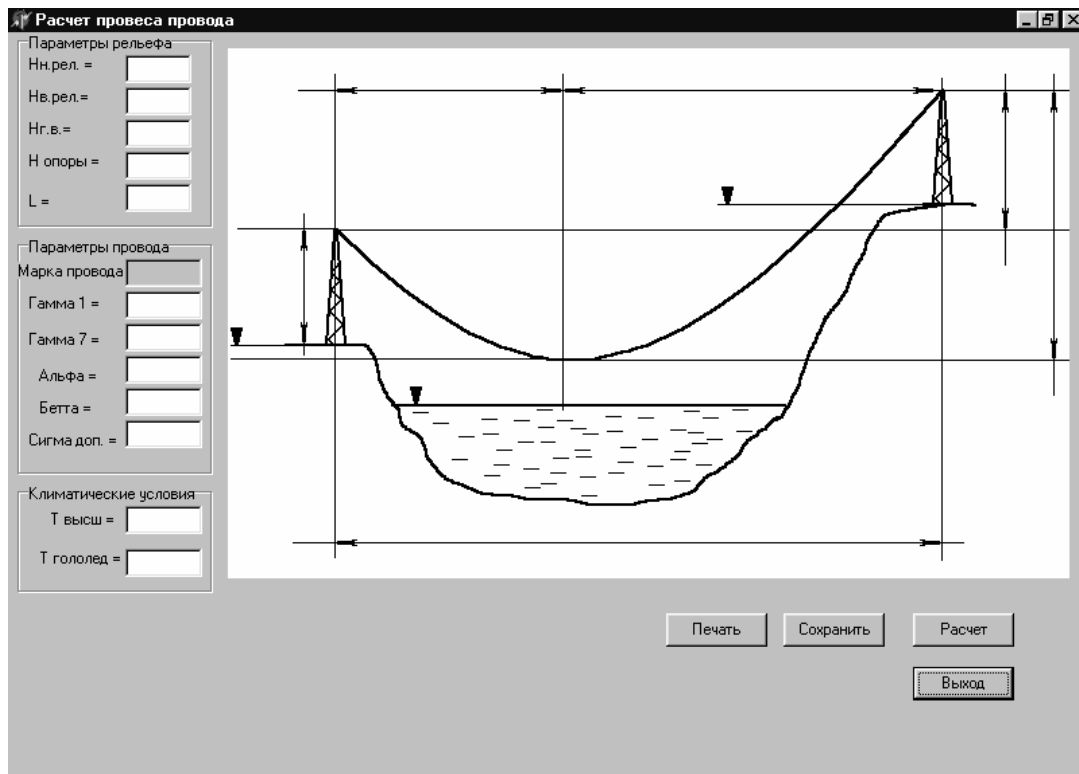 Расчет провеса провода
Параметры рельефа
Нн.рел. =
Нв.рел.=
Нг.в.=
Н опоры =
L =
Параметры провода
Марка провода
Гамма 1 =
Гамма 7 =
Альфа =
Бетта =
Сигма доп. =
Климатические условия
Т высш =
Т гололед =
Печать
Сохранить
Расчет
Выход